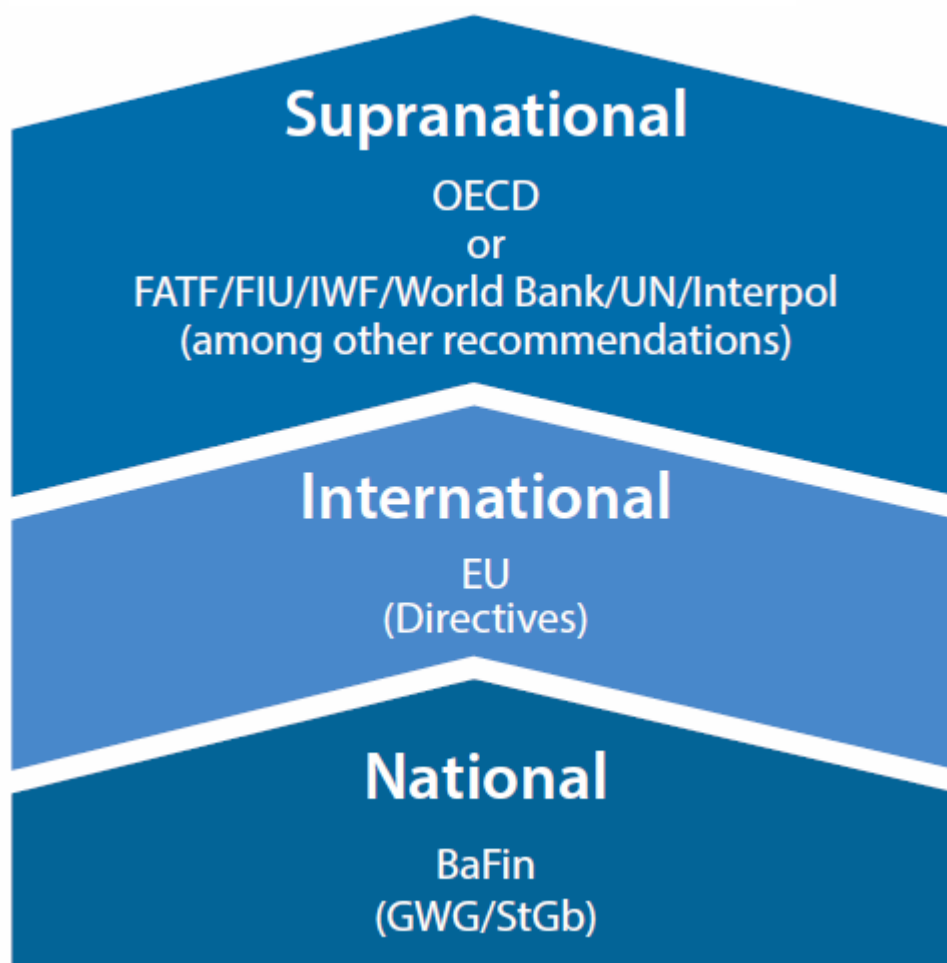 Supranational
OECD
or
FATF/FIU/IWF/World Bank/UN/Interpol
(among other recommendations)
International
EU
(Directives)
National
BaFin
(GWG/StGb)